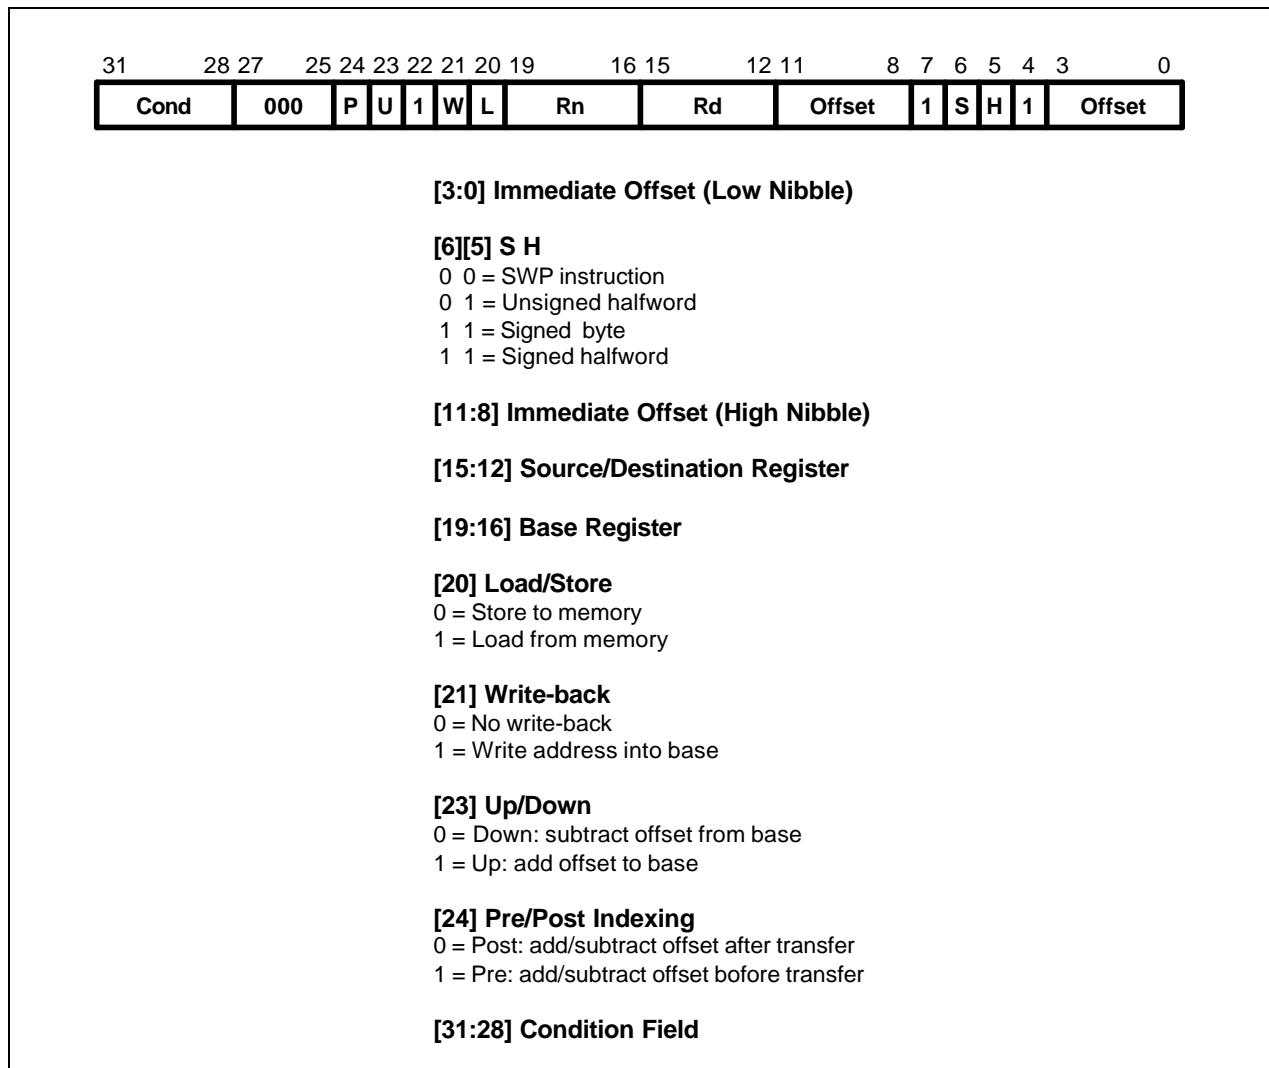 31 28 27 25 24 23 22 21 20 19 16 15 12 11 8 7 6 5 4 3 0
Cond 000 P U 1 W L Rn Rd Offset 1 S H 1 Offset
[3:0] Immediate Offset (Low Nibble)
[6][5] S H
0 0 = SWP instruction
0 1 = Unsigned halfword
1 1 = Signed byte
1 1 = Signed halfword
[11:8] Immediate Offset (High Nibble)
[15:12] Source/Destination Register
[19:16] Base Register
[20] Load/Store
0 = Store to memory
1 = Load from memory
[21] Write-back
0 = No write-back
1 = Write address into base
[23] Up/Down
0 = Down: subtract offset from base
1 = Up: add offset to base
[24] Pre/Post Indexing
0 = Post: add/subtract offset after transfer
1 = Pre: add/subtract offset bofore transfer
[31:28] Condition Field